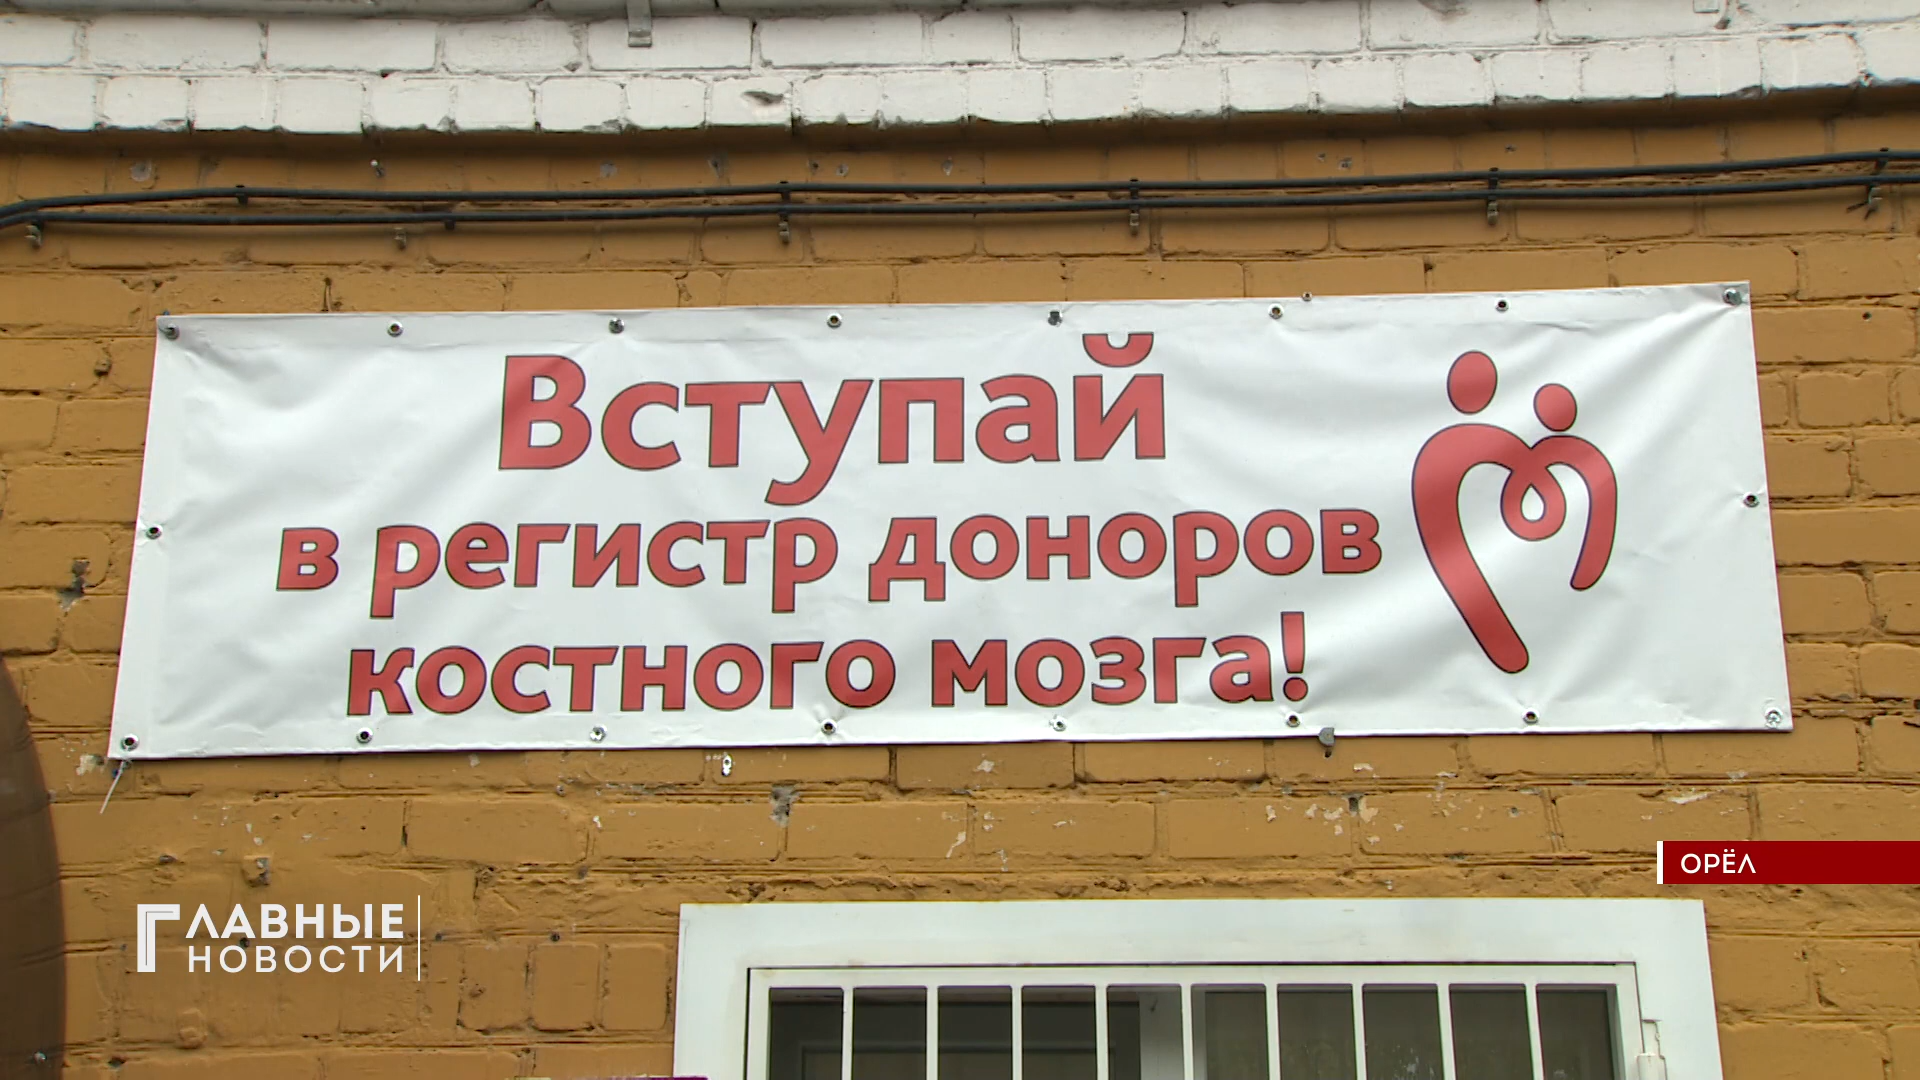 Вступай
в регистр доноров
костного мозга!
ОРЁЛ
ГЛАВНЫЕ
НОВОСТИ